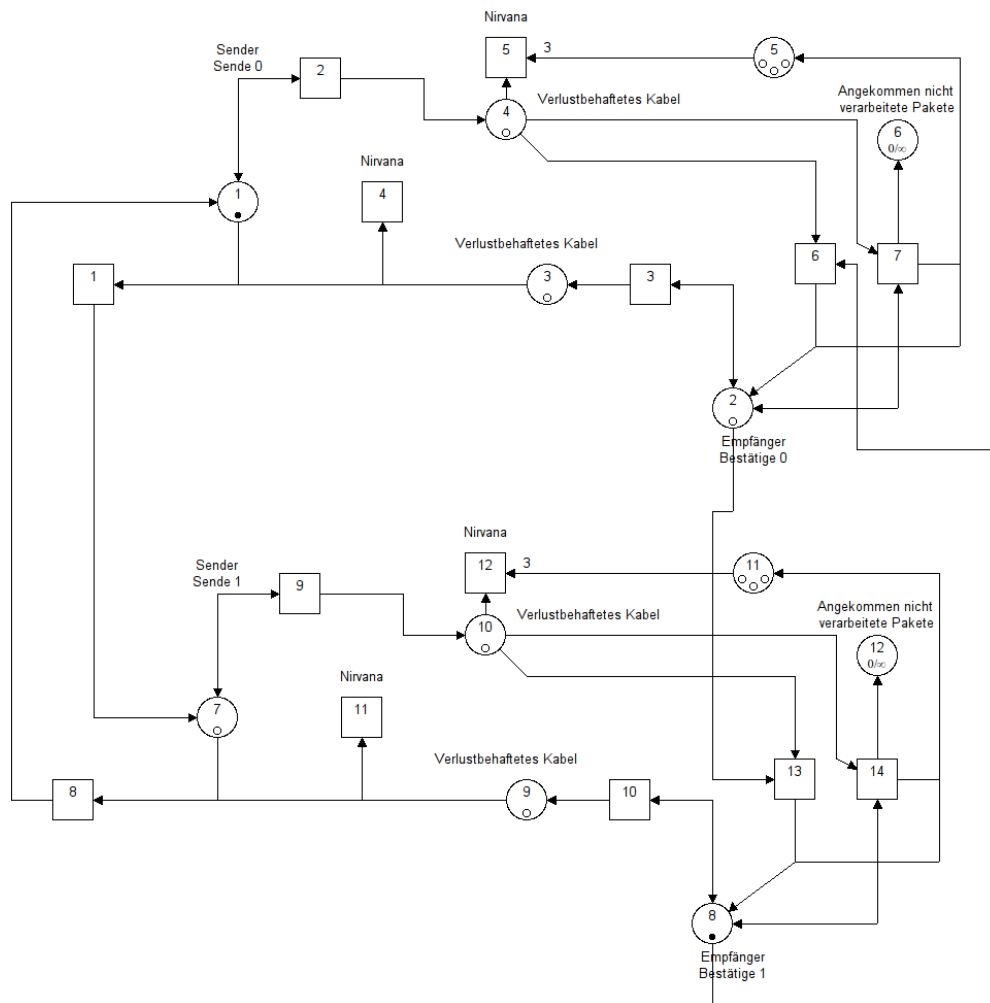 Nirvana
Sender
Sende 0
2
5
3
5
Verlustbehaftetes Kabel
4
Angekommen nicht
verarbeitete Pakete
6
0/∞
Nirvana
1
4
Verlustbehaftetes Kabel
6
7
1
3
3
2
Empfänger
Bestätige 0
Nirvana
Sender
Sende 1
9
12
3
11
Verlustbehaftetes Kabel
10
Angekommen nicht
verarbeitete Pakete
12
0/∞
Nirvana
7
11
Verlustbehaftetes Kabel
13
14
8
9
10
8
Empfänger
Bestätige 1